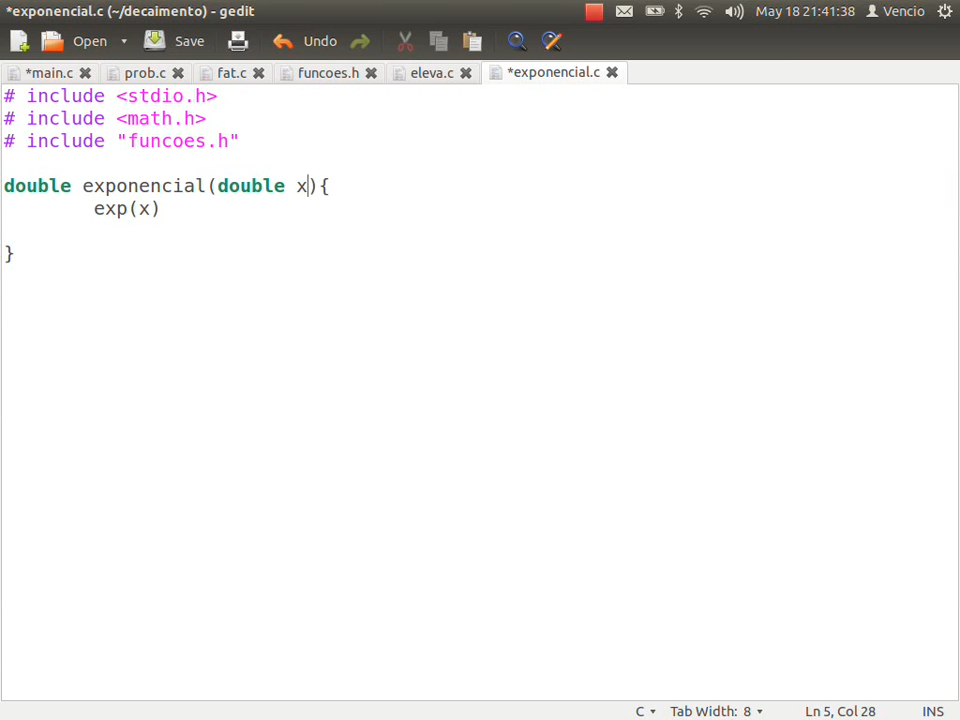 *exponencial.c (~/decaimento) - gedit
May 18 21:41:38 Vencio
Open Save Undo
*main.c prob.c fat.c funcoes.h eleva.c *exponencial.c
# include <stdio.h>
# include <math.h>
# include "funcoes.h"
double exponencial(double x){
exp(x)
}
C Tab Width: 8 Ln 5, Col 28 INS